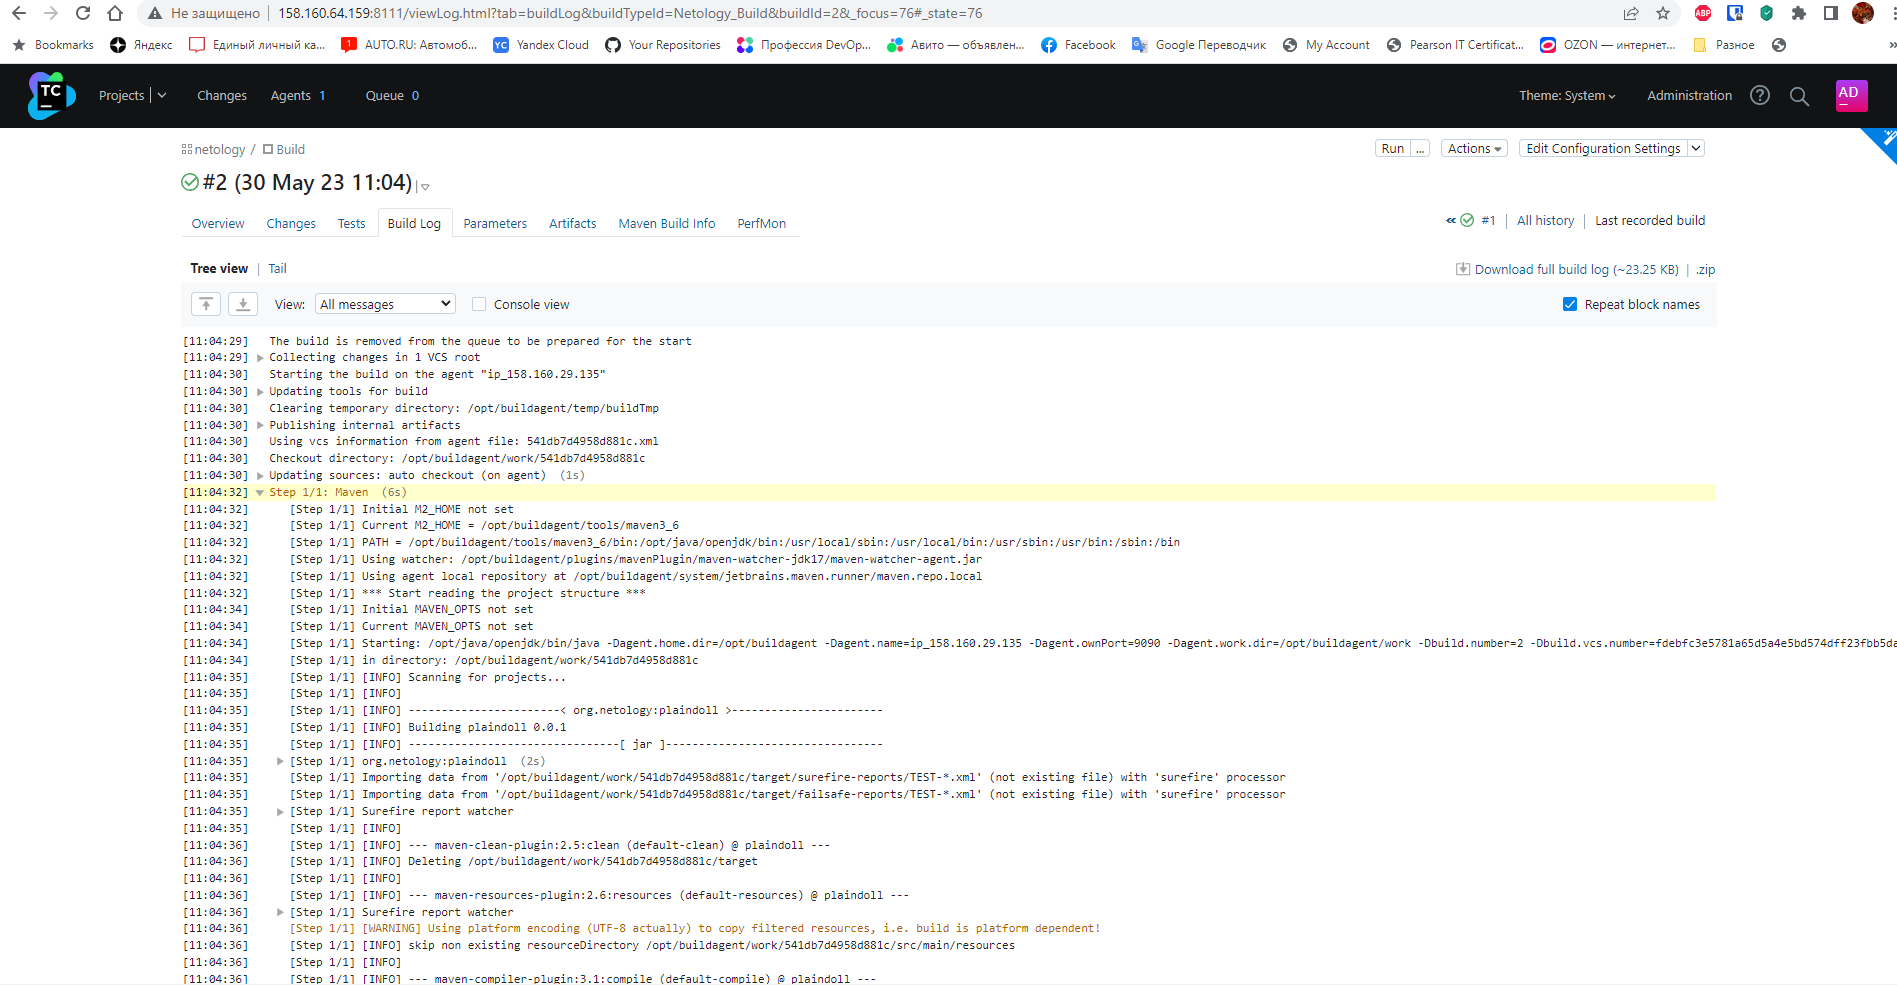 Не защищено | 158.160.64.159:8111/viewLog.html?tab=buildLog&buildTypeId=Netology_Build&buildId=2&_focus=76#_state=76
ABP
Bookmarks Яндекс Единый личный ка... AUTO.RU: Автомоб... YC Yandex Cloud Your Repositories Профессия DevOp... Авито — объявлен... Facebook Google Переводчик My Account Pearson IT Certificat... OZON — интернет... Разное »
TC Projects | Changes Agents 1 Queue 0 Theme: System Administration ? AD
netology / Build Run ... Actions Edit Configuration Settings
#2 (30 May 23 11:04)
Overview Changes Tests Build Log Parameters Artifacts Maven Build Info PerfMon « #1 | All history | Last recorded build
Tree view | Tail Download full build log (~23.25 KB) | .zip
View: All messages Console view Repeat block names
[11:04:29] The build is removed from the queue to be prepared for the start
[11:04:29] Collecting changes in 1 VCS root
[11:04:30] Starting the build on the agent "ip_158.160.29.135"
[11:04:30] Updating tools for build
[11:04:30] Clearing temporary directory: /opt/buildagent/temp/buildTmp
[11:04:30] Publishing internal artifacts
[11:04:30] Using vcs information from agent file: 541db7d4958d881c.xml
[11:04:30] Checkout directory: /opt/buildagent/work/541db7d4958d881c
[11:04:30] Updating sources: auto checkout (on agent) (1s)
[11:04:32] Step 1/1: Maven (6s)
[11:04:32] [Step 1/1] Initial M2_HOME not set
[11:04:32] [Step 1/1] Current M2_HOME = /opt/buildagent/tools/maven3_6
[11:04:32] [Step 1/1] PATH = /opt/buildagent/tools/maven3_6/bin:/opt/java/openjdk/bin:/usr/local/sbin:/usr/local/bin:/usr/sbin:/usr/bin:/sbin:/bin
[11:04:32] [Step 1/1] Using watcher: /opt/buildagent/plugins/mavenPlugin/maven-watcher-jdk17/maven-watcher-agent.jar
[11:04:32] [Step 1/1] Using agent local repository at /opt/buildagent/system/jetbrains.maven.runner/maven.repo.local
[11:04:32] [Step 1/1] *** Start reading the project structure ***
[11:04:34] [Step 1/1] Initial MAVEN_OPTS not set
[11:04:34] [Step 1/1] Current MAVEN_OPTS not set
[11:04:34] [Step 1/1] Starting: /opt/java/openjdk/bin/java -Dagent.home.dir=/opt/buildagent -Dagent.name=ip_158.160.29.135 -Dagent.ownPort=9090 -Dagent.work.dir=/opt/buildagent/work -Dbuild.number=2 -Dbuild.vcs.number=fdebfc3e5781a65d5a4e5bd574dff23fbb5da
[11:04:34] [Step 1/1] in directory: /opt/buildagent/work/541db7d4958d881c
[11:04:35] [Step 1/1] [INFO] Scanning for projects...
[11:04:35] [Step 1/1] [INFO]
[11:04:35] [Step 1/1] [INFO] -----------------------< org.netology:plaindoll >-----------------------
[11:04:35] [Step 1/1] [INFO] Building plaindoll 0.0.1
[11:04:35] [Step 1/1] [INFO] --------------------------------[ jar ]---------------------------------
[11:04:35] [Step 1/1] org.netology:plaindoll (2s)
[11:04:35] [Step 1/1] Importing data from '/opt/buildagent/work/541db7d4958d881c/target/surefire-reports/TEST-*.xml' (not existing file) with 'surefire' processor
[11:04:35] [Step 1/1] Importing data from '/opt/buildagent/work/541db7d4958d881c/target/failsafe-reports/TEST-*.xml' (not existing file) with 'surefire' processor
[11:04:35] [Step 1/1] Surefire report watcher
[11:04:35] [Step 1/1] [INFO]
[11:04:36] [Step 1/1] [INFO] --- maven-clean-plugin:2.5:clean (default-clean) @ plaindoll ---
[11:04:36] [Step 1/1] [INFO] Deleting /opt/buildagent/work/541db7d4958d881c/target
[11:04:36] [Step 1/1] [INFO]
[11:04:36] [Step 1/1] [INFO] --- maven-resources-plugin:2.6:resources (default-resources) @ plaindoll ---
[11:04:36] [Step 1/1] Surefire report watcher
[11:04:36] [Step 1/1] [WARNING] Using platform encoding (UTF-8 actually) to copy filtered resources, i.e. build is platform dependent!
[11:04:36] [Step 1/1] [INFO] skip non existing resourceDirectory /opt/buildagent/work/541db7d4958d881c/src/main/resources
[11:04:36] [Step 1/1] [INFO]
[11:04:36] [Step 1/1] [INFO] --- maven-compiler-plugin:3.1:compile (default-compile) @ plaindoll ---